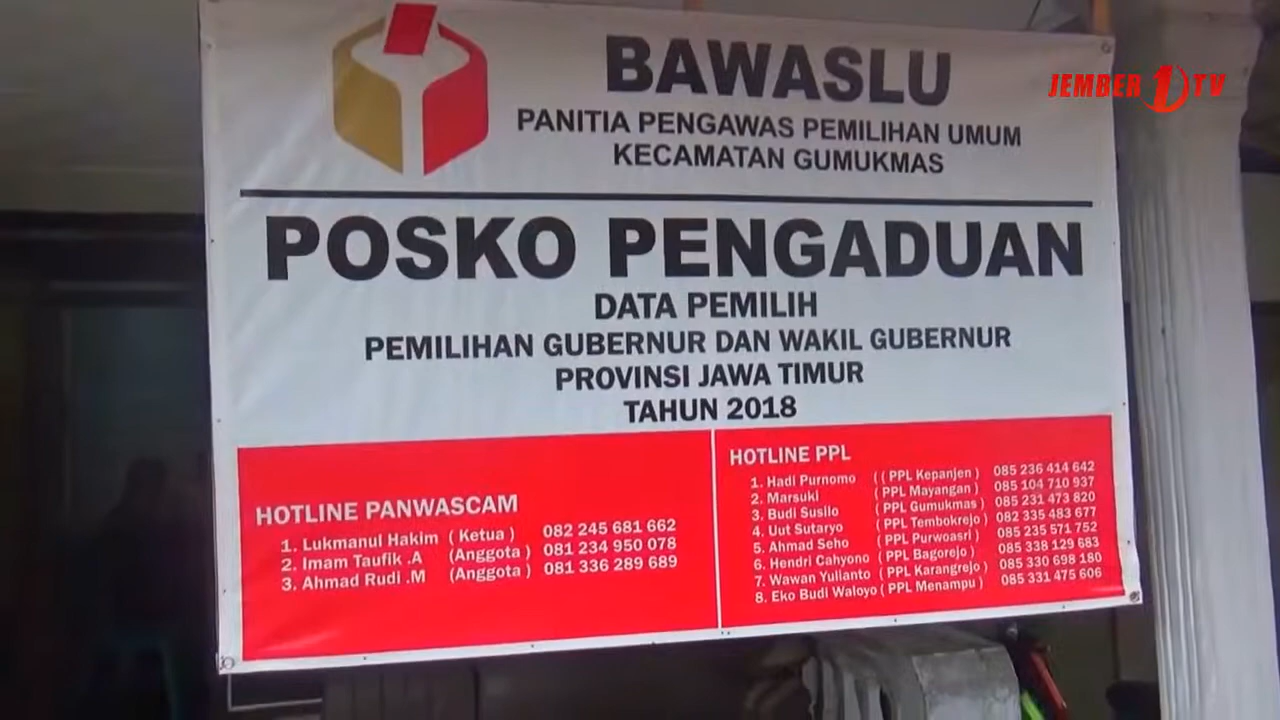 JEMBER 1 TV
BAWASLU
PANITIA PENGAWAS PEMILIHAN UMUM
KECAMATAN GUMUKMAS
POSKO PENGADUAN
DATA PEMILIH
PEMILIHAN GUBERNUR DAN WAKIL GUBERNUR
PROVINSI JAWA TIMUR
TAHUN 2018
HOTLINE PANWASCAM
1. Lukmanul Hakim ( Ketua ) 082 245 681 662
2. Imam Taufik .A (Anggota ) 081 234 950 078
3. Ahmad Rudi .M (Anggota ) 081 336 289 689
HOTLINE PPL
1. Hadi Purnomo ( ( PPL Kepanjen ) 085 236 414 642
2. Marsuki ( PPL Mayangan ) 085 104 710 937
3. Budi Susilo ( PPL Gumukmas ) 085 231 473 820
4. Uut Sutaryo ( PPL Tembokrejo ) 082 335 483 677
5. Ahmad Seho ( PPL Purwoasri ) 085 235 571 752
6. Hendri Cahyono ( PPL Bagorejo ) 085 338 129 683
7. Wawan Yulianto ( PPL Karangrejo ) 085 330 698 180
8. Eko Budi Waloyo ( PPL Menampu ) 085 331 475 606